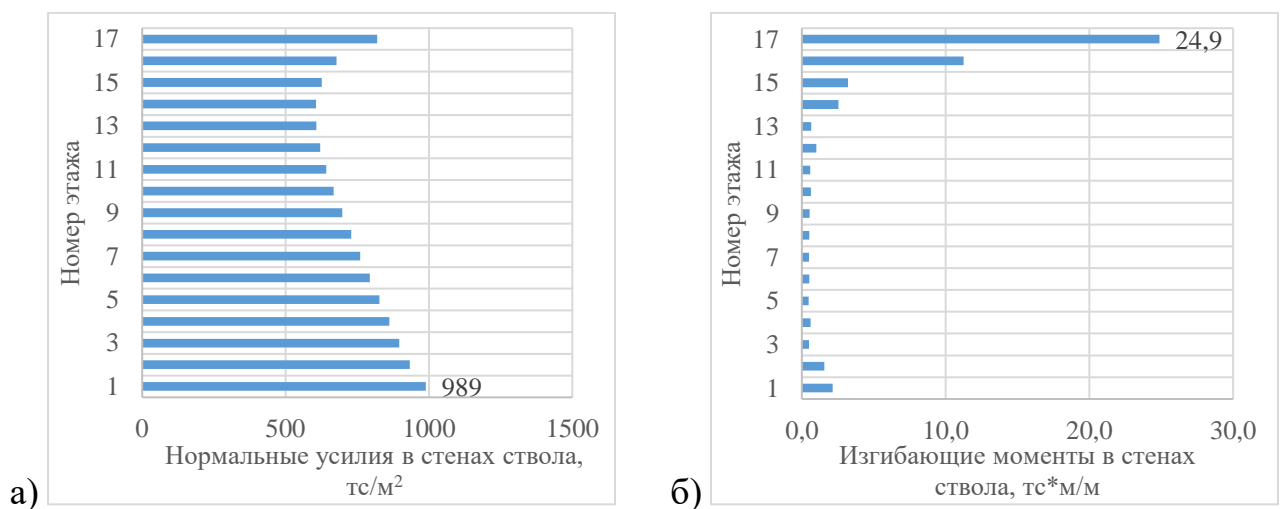 17
15
13
11
9
7
5
3
1
Номер этажа
989
0 500 1000 1500
Нормальные усилия в стенах ствола,
тс/м²
а)
17
15
13
11
9
7
5
3
1
Номер этажа
24,9
0,0 10,0 20,0 30,0
Изгибающие моменты в стенах
ствола, тс*м/м
б)